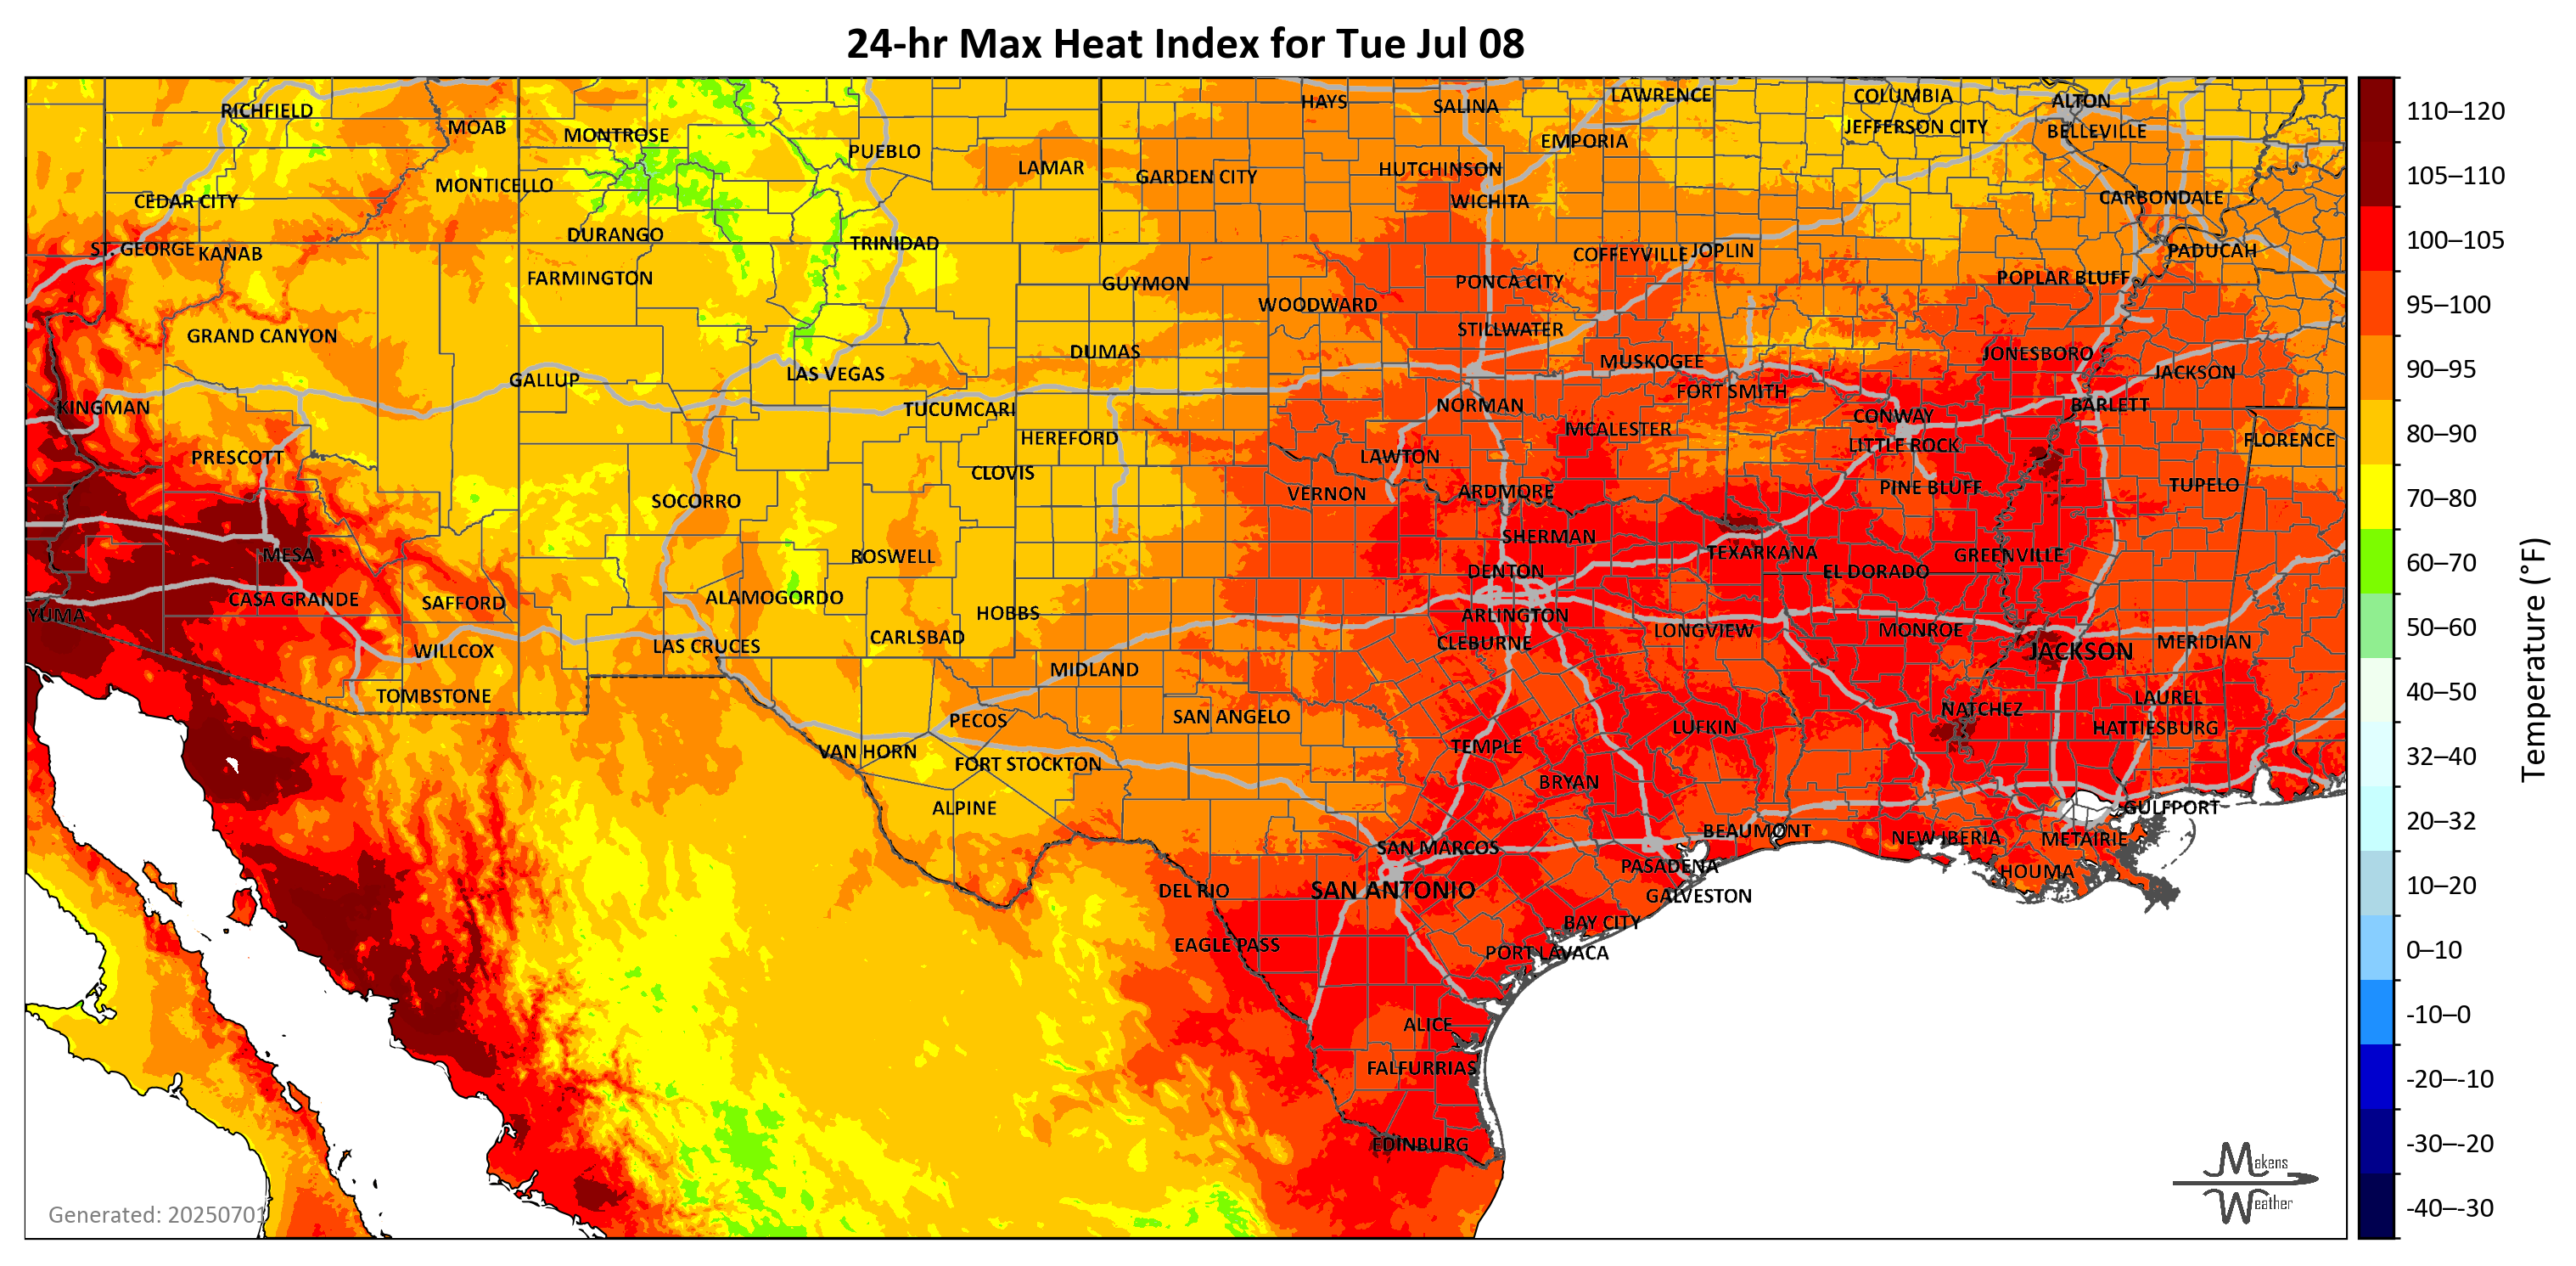 24-hr Max Heat Index for Tue Jul 08
RICHFIELD
MOAB
MONTROSE
PUEBLO
LAMAR
HAYS
SALINA
LAWRENCE
COLUMBIA
ALTON
JEFFERSON CITY
BELLEVILLE
EMPORIA
HUTCHINSON
GARDEN CITY
MONTICELLO
CEDAR CITY
WICHITA
CARBONDALE
DURANGO
TRINIDAD
ST. GEORGE
KANAB
COFFEYVILLE
JOPLIN
PADUCAH
FARMINGTON
GUYMON
PONCA CITY
POPLAR BLUFF
WOODWARD
STILLWATER
GRAND CANYON
DUMAS
MUSKOGEE
JONESBORO
JACKSON
LAS VEGAS
GALLUP
FORT SMITH
KINGMAN
TUCUMCARI
NORMAN
BARLETT
CONWAY
MCALESTER
HEREFORD
LITTLE ROCK
FLORENCE
PRESCOTT
LAWTON
CLOVIS
VERNON
ARDMORE
PINE BLUFF
TUPELO
SOCORRO
SHERMAN
MESA
ROSWELL
TEXARKANA
GREENVILLE
DENTON
EL DORADO
CASA GRANDE
SAFFORD
ALAMOGORDO
HOBBS
YUMA
ARLINGTON
CARLSBAD
LAS CRUCES
CLEBURNE
LONGVIEW
MONROE
JACKSON
MERIDIAN
WILLCOX
MIDLAND
TOMBSTONE
LAUREL
PECOS
SAN ANGELO
NATCHEZ
LUFKIN
HATTIESBURG
VAN HORN
TEMPLE
FORT STOCKTON
BRYAN
ALPINE
GULFPORT
BEAUMONT
NEW IBERIA
METAIRIE
SAN MARCOS
PASADENA
HOUMA
DEL RIO
SAN ANTONIO
GALVESTON
BAY CITY
EAGLE PASS
PORT LAVACA
ALICE
FALFURRIAS
EDINBURG
Generated: 20250701
Makens
Weather
110–120
105–110
100–105
95–100
90–95
80–90
70–80
60–70
50–60
40–50
32–40
20–32
10–20
0–10
-10–0
-20–-10
-30–-20
-40–-30
Temperature (°F)